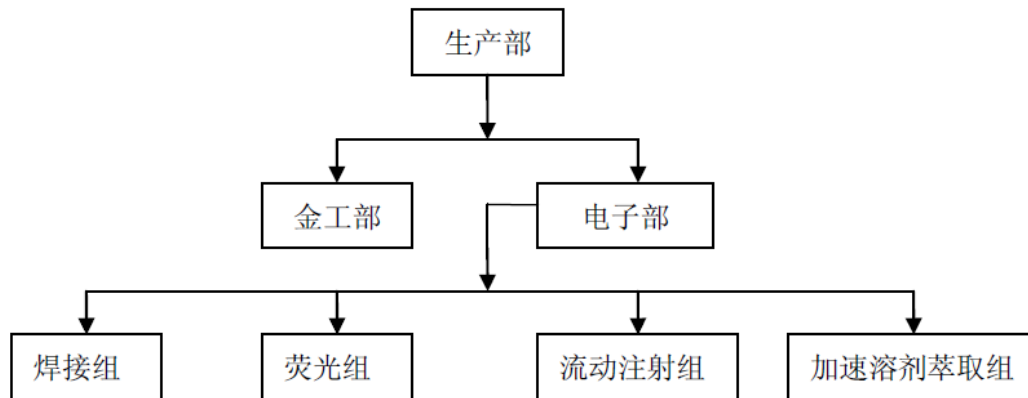 生产部
金工部
电子部
焊接组
荧光组
流动注射组
加速溶剂萃取组